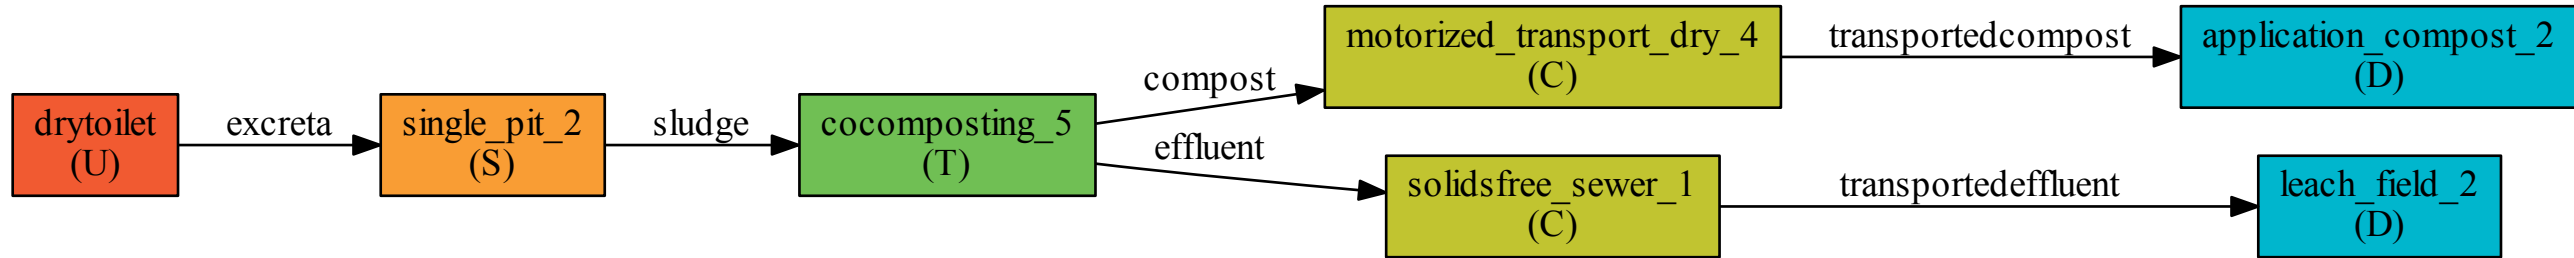 drytoilet
(U)
excreta
single_pit_2
(S)
sludge
cocomposting_5
(T)
compost
effluent
motorized_transport_dry_4
(C)
transportedcompost
application_compost_2
(D)
solidsfree_sewer_1
(C)
transportedeffluent
leach_field_2
(D)